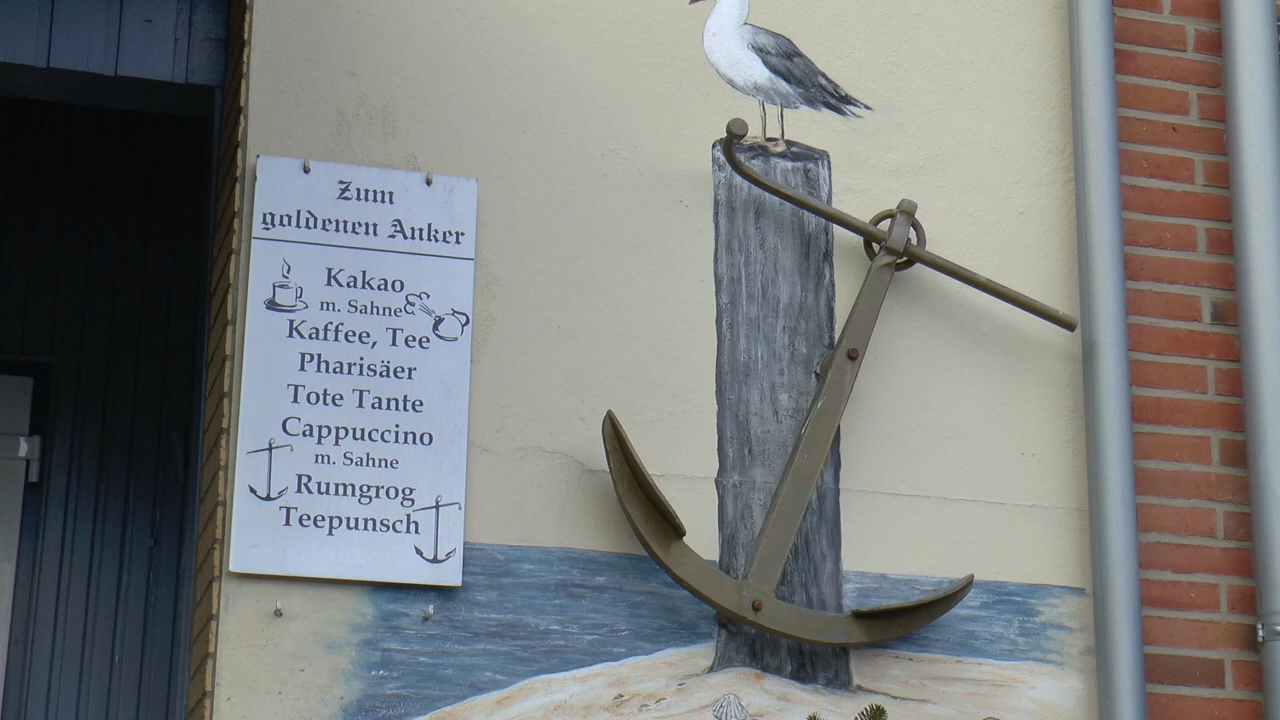 Zum
goldenen Anker
Kakao
m. Sahne
Kaffee, Tee
Pharisäer
Tote Tante
Cappuccino
m. Sahne
Rumgrog
Teepunsch